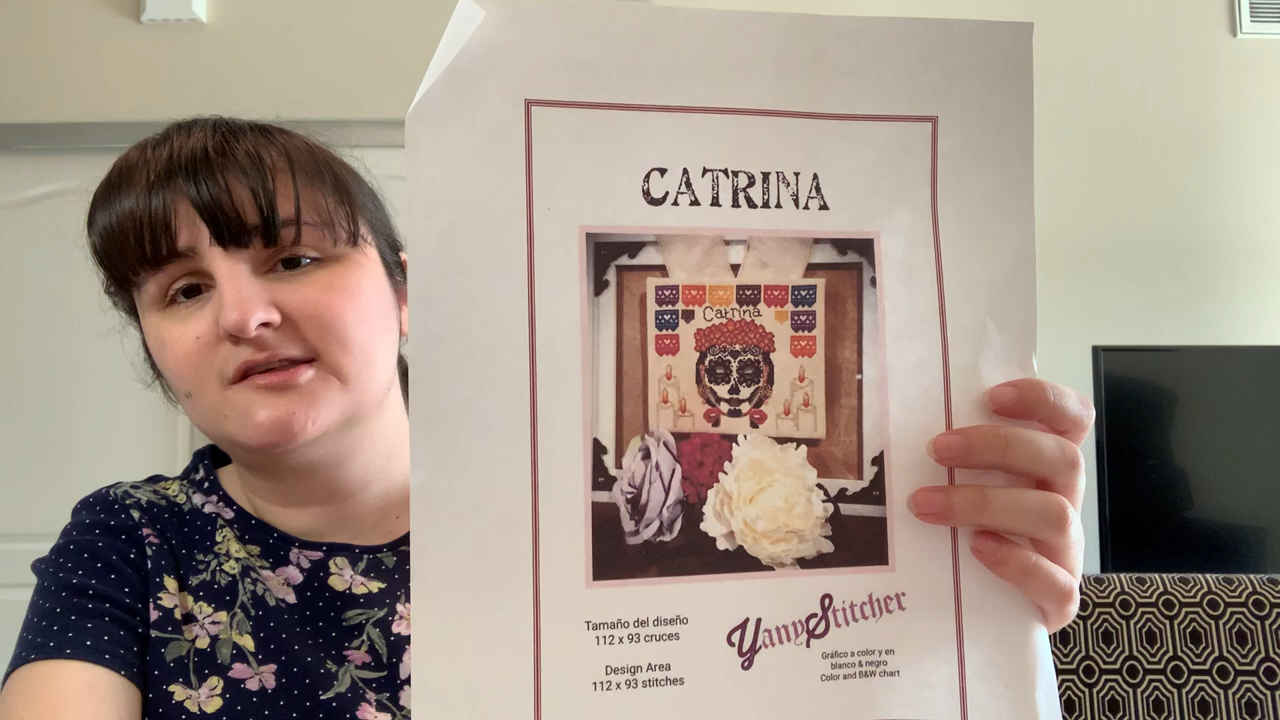 CATRINA
Catrina
Tamaño del diseño
112 x 93 cruces
Design Area
112 x 93 stitches
YanyStitcher
Gráfico a color y en
blanco & negro
Color and B&W chart